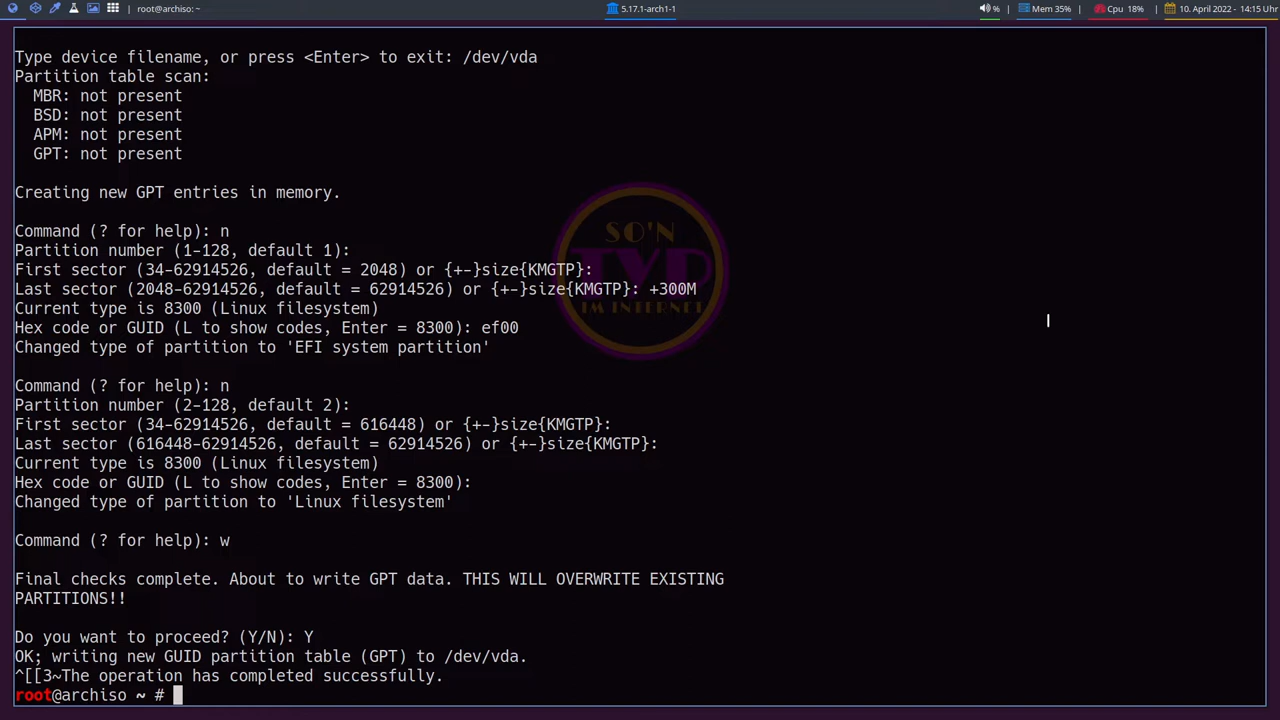 root@archiso: ~
5.17.1-arch1-1
%
Mem 35%
Cpu 18%
10. April 2022 - 14:15 Uhr
Type device filename, or press <Enter> to exit: /dev/vda
Partition table scan:
  MBR: not present
  BSD: not present
  APM: not present
  GPT: not present
Creating new GPT entries in memory.
Command (? for help): n
Partition number (1-128, default 1):
First sector (34-62914526, default = 2048) or {+-}size{KMGTP}:
Last sector (2048-62914526, default = 62914526) or {+-}size{KMGTP}: +300M
Current type is 8300 (Linux filesystem)
Hex code or GUID (L to show codes, Enter = 8300): ef00
Changed type of partition to 'EFI system partition'
Command (? for help): n
Partition number (2-128, default 2):
First sector (34-62914526, default = 616448) or {+-}size{KMGTP}:
Last sector (616448-62914526, default = 62914526) or {+-}size{KMGTP}:
Current type is 8300 (Linux filesystem)
Hex code or GUID (L to show codes, Enter = 8300):
Changed type of partition to 'Linux filesystem'
Command (? for help): w
Final checks complete. About to write GPT data. THIS WILL OVERWRITE EXISTING
PARTITIONS!!
Do you want to proceed? (Y/N): Y
OK; writing new GUID partition table (GPT) to /dev/vda.
^[[3~The operation has completed successfully.
root@archiso ~ #
SO'N
TYP
IM INTERNET